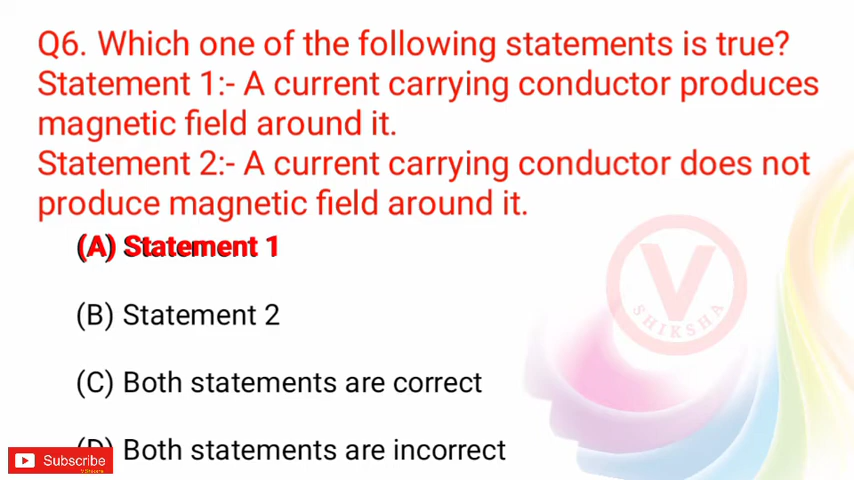 Q6. Which one of the following statements is true?
Statement 1:- A current carrying conductor produces
magnetic field around it.
Statement 2:- A current carrying conductor does not
produce magnetic field around it.
(A) Statement 1
(B) Statement 2
V
SHIKSHA
(C) Both statements are correct
(D) Both statements are incorrect
Subscribe
V Shiksha